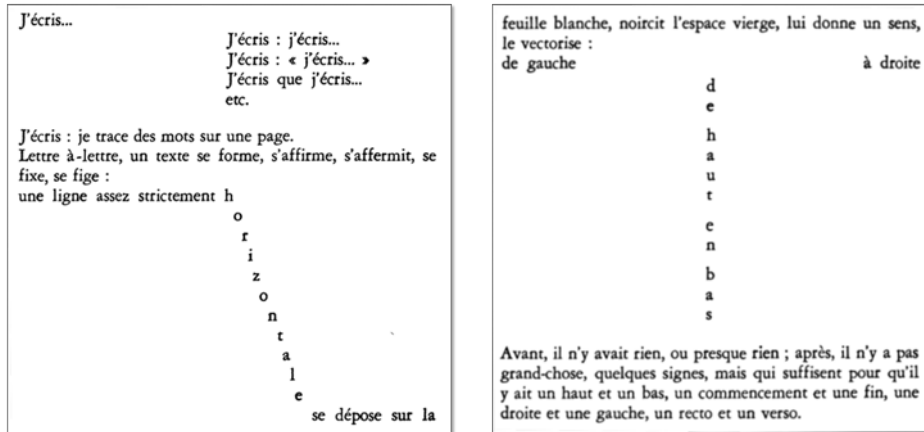 J'écris...
J'écris : j'écris...
J'écris : « j'écris... »
J'écris que j'écris...
etc.
J'écris : je trace des mots sur une page.
Lettre à-lettre, un texte se forme, s'affirme, s'affermit, se
fixe, se fige :
une ligne assez strictement h
o
r
i
z
o
n
t
a
l
e
se dépose sur la
feuille blanche, noircit l'espace vierge, lui donne un sens,
le vectorise :
de gauche à droite
d
e
h
a
u
t
e
n
b
a
s
Avant, il n'y avait rien, ou presque rien ; après, il n'y a pas
grand-chose, quelques signes, mais qui suffisent pour qu'il
y ait un haut et un bas, un commencement et une fin, une
droite et une gauche, un recto et un verso.